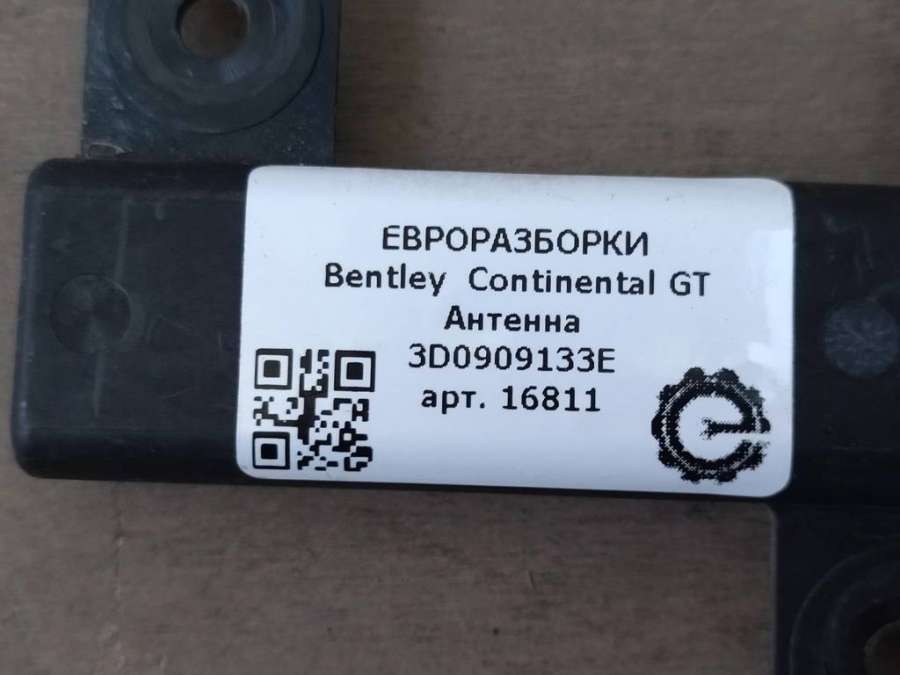 ЕВРОРАЗБОРКИ
Bentley Continental GT
Антенна
3D0909133E
арт. 16811